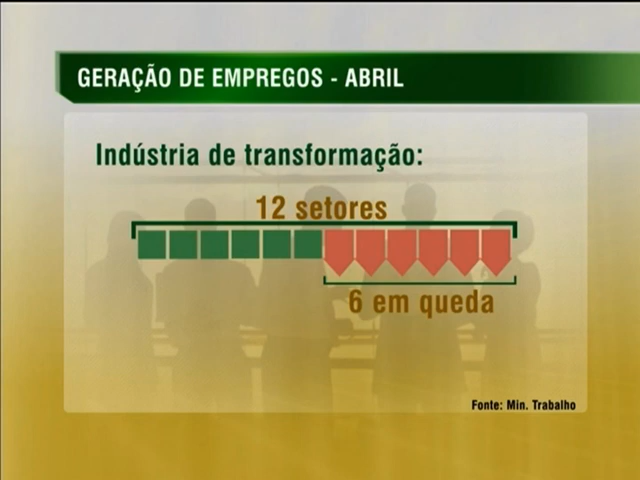 GERAÇÃO DE EMPREGOS - ABRIL
Indústria de transformação:
12 setores
6 em queda
Fonte: Min. Trabalho